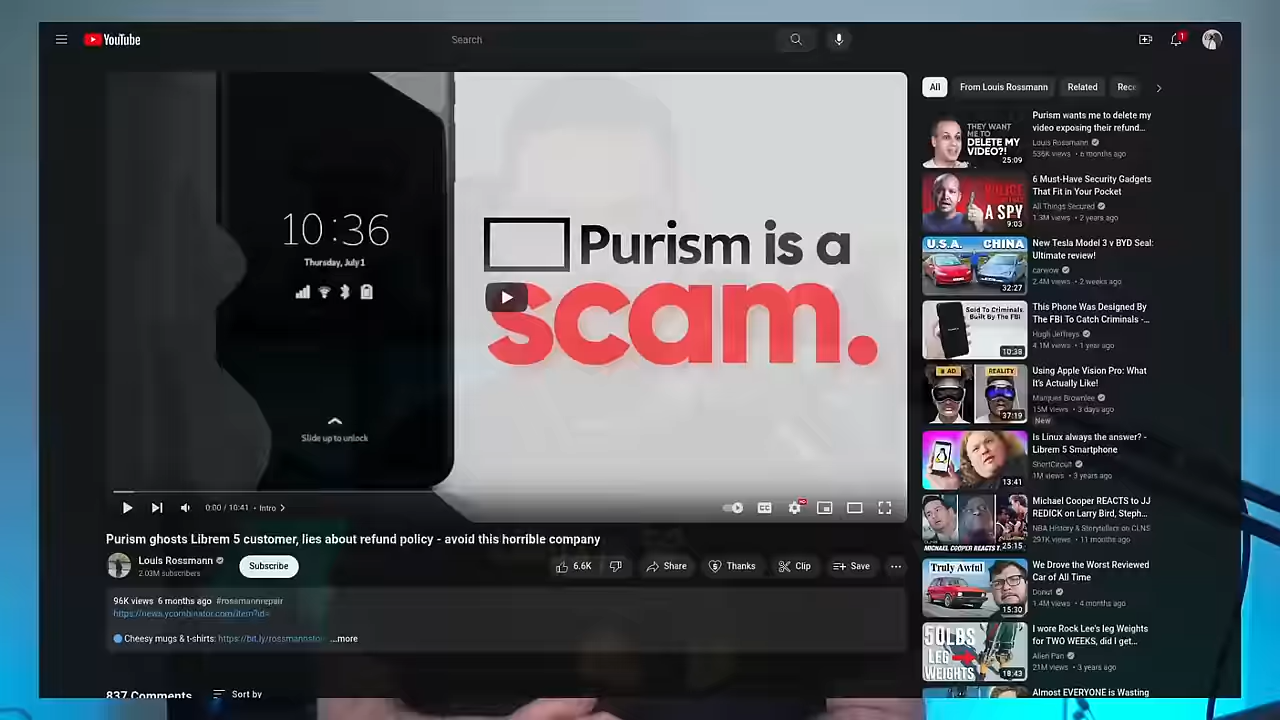 YouTube
Search
1
10:36
Thursday, July 1
Slide up to unlock
Purism is a
scam.
0:00 / 10:41 • Intro
CC
HD
Purism ghosts Librem 5 customer, lies about refund policy - avoid this horrible company
Louis Rossmann
2.03M subscribers
Subscribe
6.6K
Share
Thanks
Clip
Save
96K views 6 months ago #rossmannrepair
https://news.ycombinator.com/item?id=
Cheesy mugs & t-shirts: https://bit.ly/rossmannstor ...more
837 Comments
Sort by
All
From Louis Rossmann
Related
Rece
THEY WANT
ME TO
DELETE MY
VIDEO?!
25:09
Purism wants me to delete my
video exposing their refund...
Louis Rossmann
536K views • 6 months ago
A SPY
9:03
6 Must-Have Security Gadgets
That Fit in Your Pocket
All Things Secured
1.3M views • 2 years ago
U.S.A. CHINA
32:27
New Tesla Model 3 v BYD Seal:
Ultimate review!
carwow
2.4M views • 2 weeks ago
Sold To Criminals.
Built By The FBI
10:38
This Phone Was Designed By
The FBI To Catch Criminals -...
Hugh Jeffreys
4.1M views • 1 year ago
AD REALITY
37:19
Using Apple Vision Pro: What
It's Actually Like!
Marques Brownlee
15M views • 3 days ago
New
13:41
Is Linux always the answer? -
Librem 5 Smartphone
ShortCircuit
1M views • 3 years ago
MICHAEL COOPER REACTS T
25:15
Michael Cooper REACTS to JJ
REDICK on Larry Bird, Steph...
NBA History & Storytellers on CLNS
291K views • 11 months ago
Truly Awful
15:30
We Drove the Worst Reviewed
Car of All Time
Donut
1.4M views • 4 months ago
50LBS
LEG
WEIGHTS
18:43
I wore Rock Lee's leg Weights
for TWO WEEKS, did I get...
Alien Pan
21M views • 3 years ago
Almost EVERYONE is Wasting